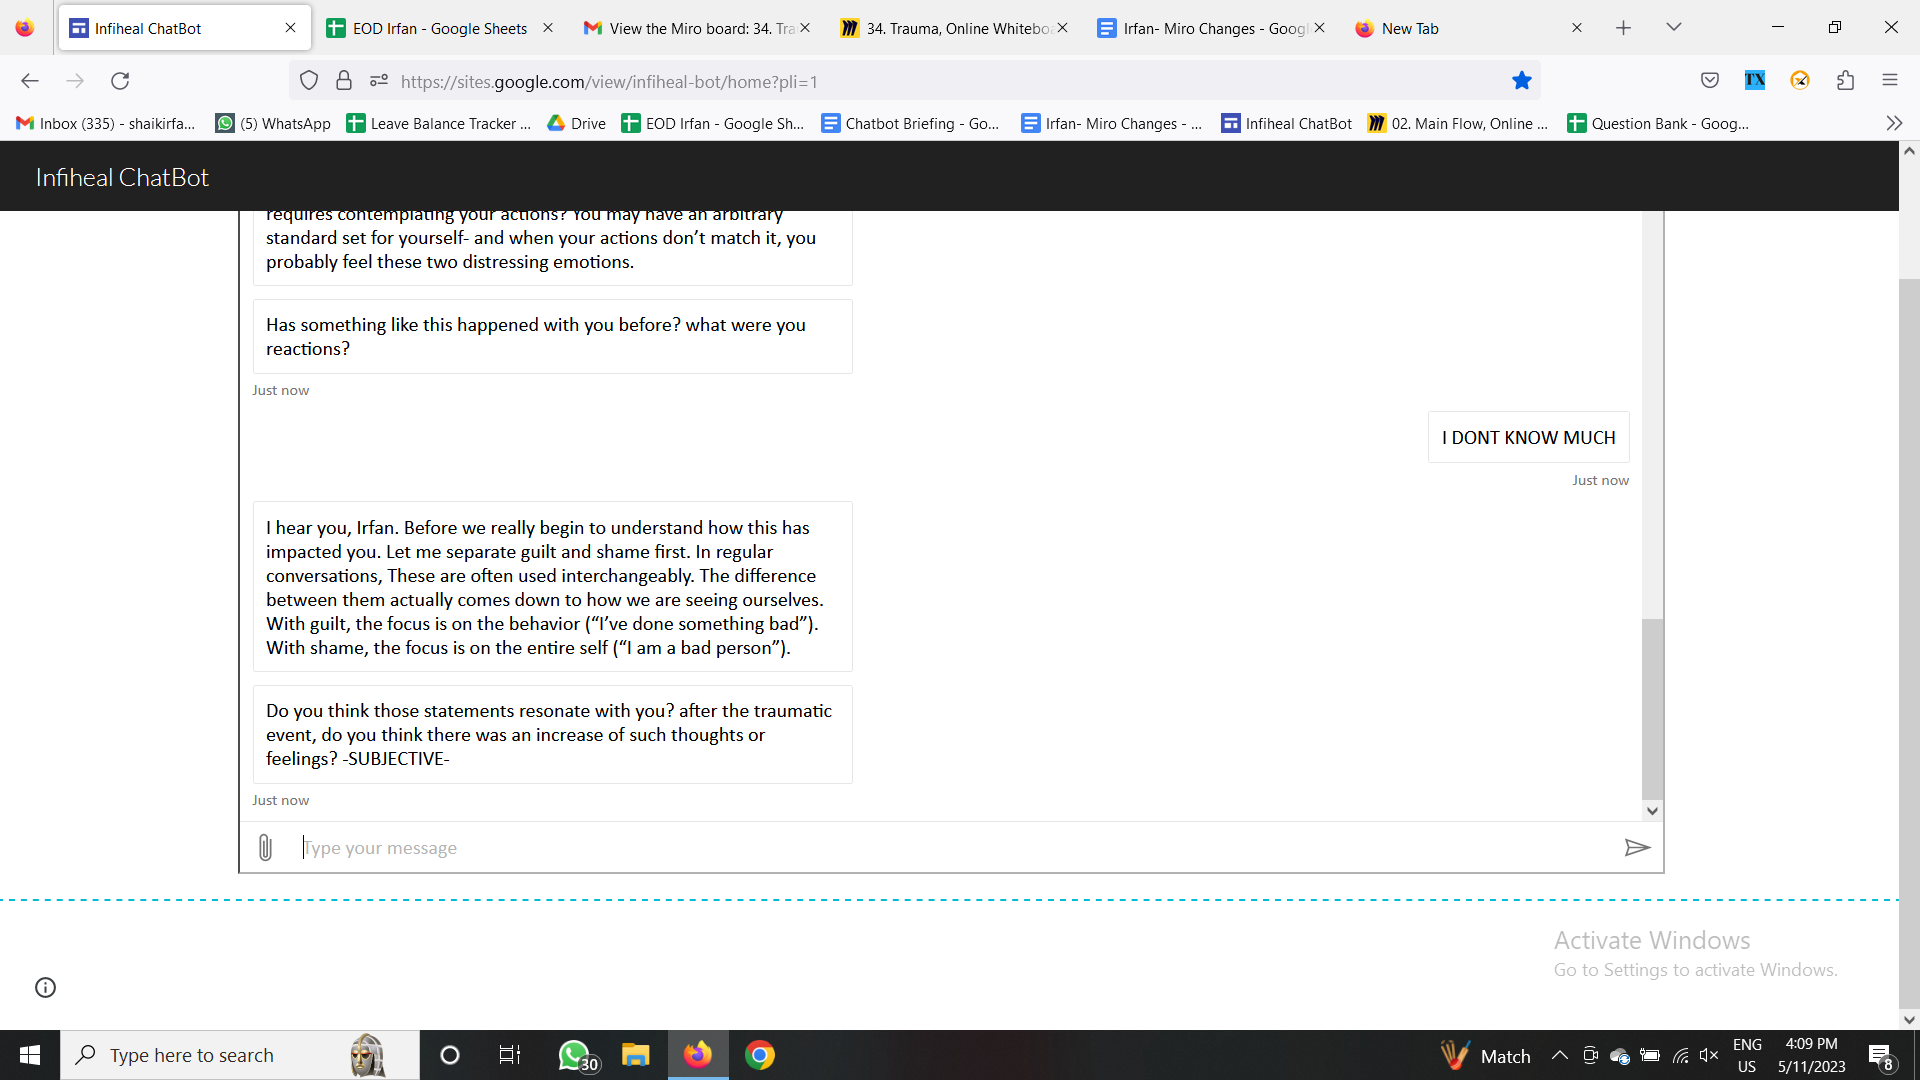 Infiheal ChatBot
EOD Irfan - Google Sheets
View the Miro board: 34. Tra
34. Trauma, Online Whitebo
Irfan- Miro Changes - Googl
New Tab
https://sites.google.com/view/infiheal-bot/home?pli=1
TX
Inbox (335) - shaikirfa...
(5) WhatsApp
Leave Balance Tracker ...
Drive
EOD Irfan - Google Sh...
Chatbot Briefing - Go...
Irfan- Miro Changes - ...
Infiheal ChatBot
02. Main Flow, Online ...
Question Bank - Goog...
Infiheal ChatBot
requires contemplating your actions? You may have an arbitrary
standard set for yourself- and when your actions don’t match it, you
probably feel these two distressing emotions.
Has something like this happened with you before? what were you
reactions?
Just now
I DONT KNOW MUCH
Just now
I hear you, Irfan. Before we really begin to understand how this has
impacted you. Let me separate guilt and shame first. In regular
conversations, These are often used interchangeably. The difference
between them actually comes down to how we are seeing ourselves.
With guilt, the focus is on the behavior (“I’ve done something bad”).
With shame, the focus is on the entire self (“I am a bad person”).
Do you think those statements resonate with you? after the traumatic
event, do you think there was an increase of such thoughts or
feelings? -SUBJECTIVE-
Just now
Type your message
Activate Windows
Go to Settings to activate Windows.
Type here to search
30
Match
ENG
US
4:09 PM
5/11/2023
8